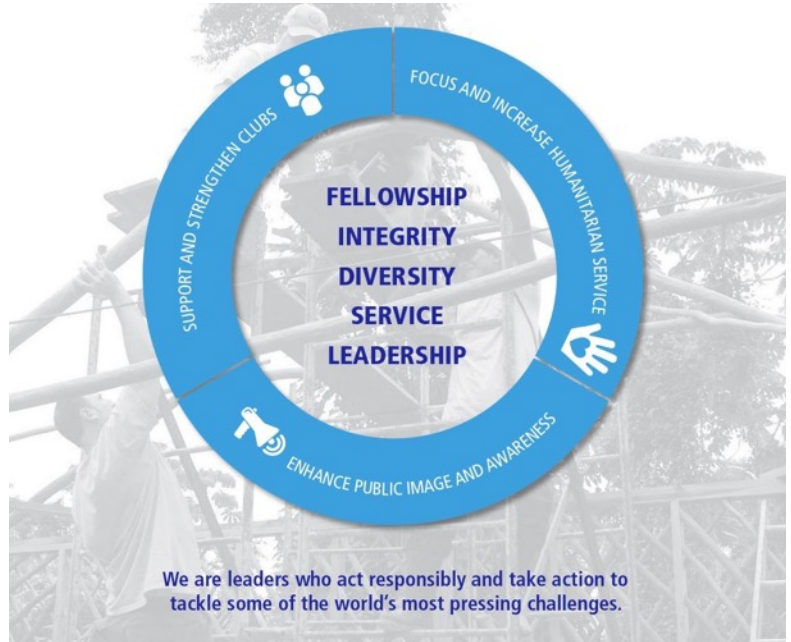 SUPPORT AND STRENGTHEN CLUBS
FOCUS AND INCREASE HUMANITARIAN SERVICE
FELLOWSHIP
INTEGRITY
DIVERSITY
SERVICE
LEADERSHIP
ENHANCE PUBLIC IMAGE AND AWARENESS
We are leaders who act responsibly and take action to
tackle some of the world's most pressing challenges.